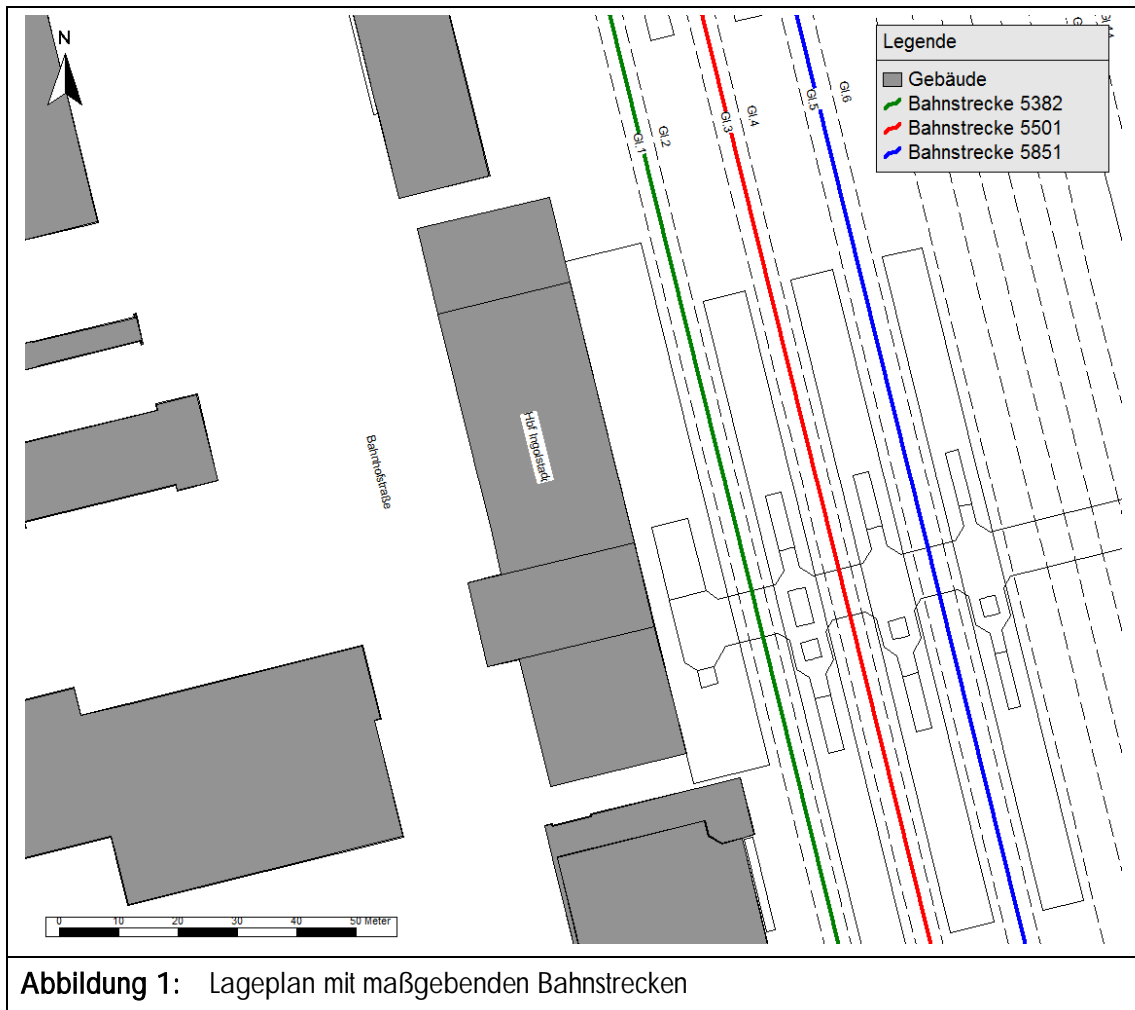 N
Legende
Gebäude
Bahnstrecke 5382
Bahnstrecke 5501
Bahnstrecke 5851
Gl.1
Gl.2
Gl.3
Gl.4
Gl.5
Gl.6
Hbf Ingolstadt
Bahnhofstraße
0 10 20 30 40 50 Meter
Abbildung 1: Lageplan mit maßgebenden Bahnstrecken